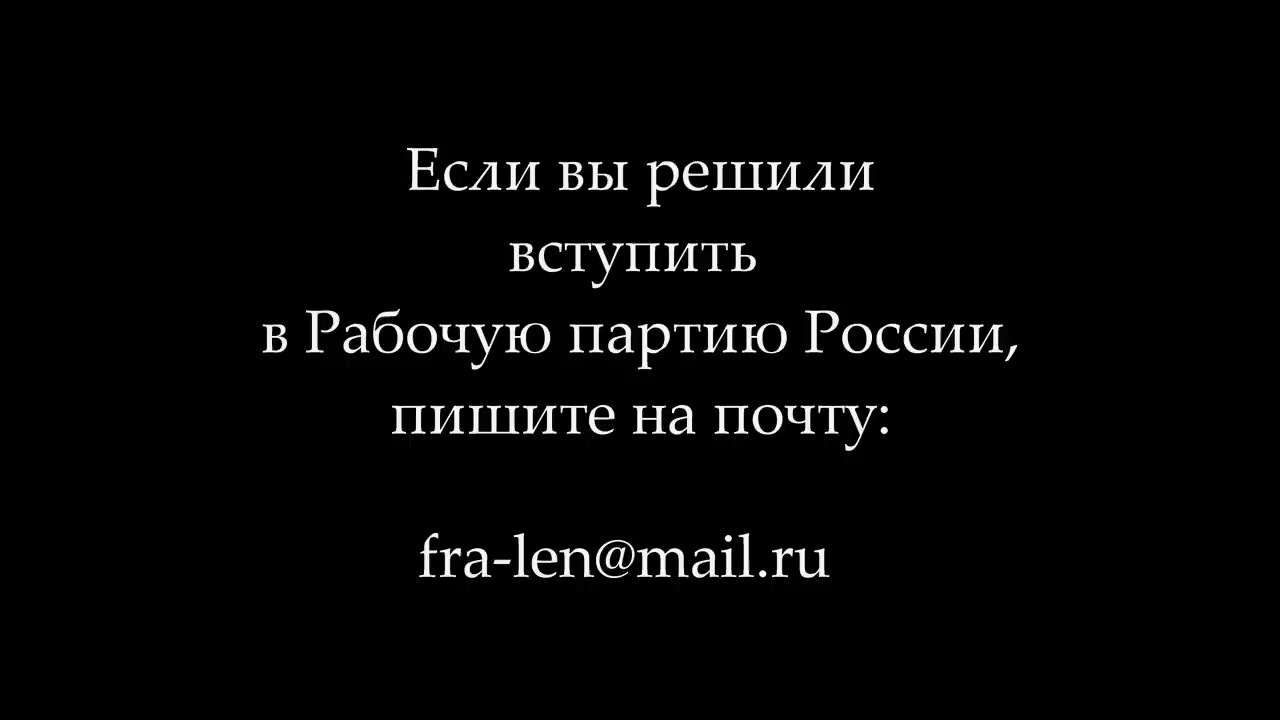 Если вы решили
вступить
в Рабочую партию России,
пишите на почту:
fra-len@mail.ru